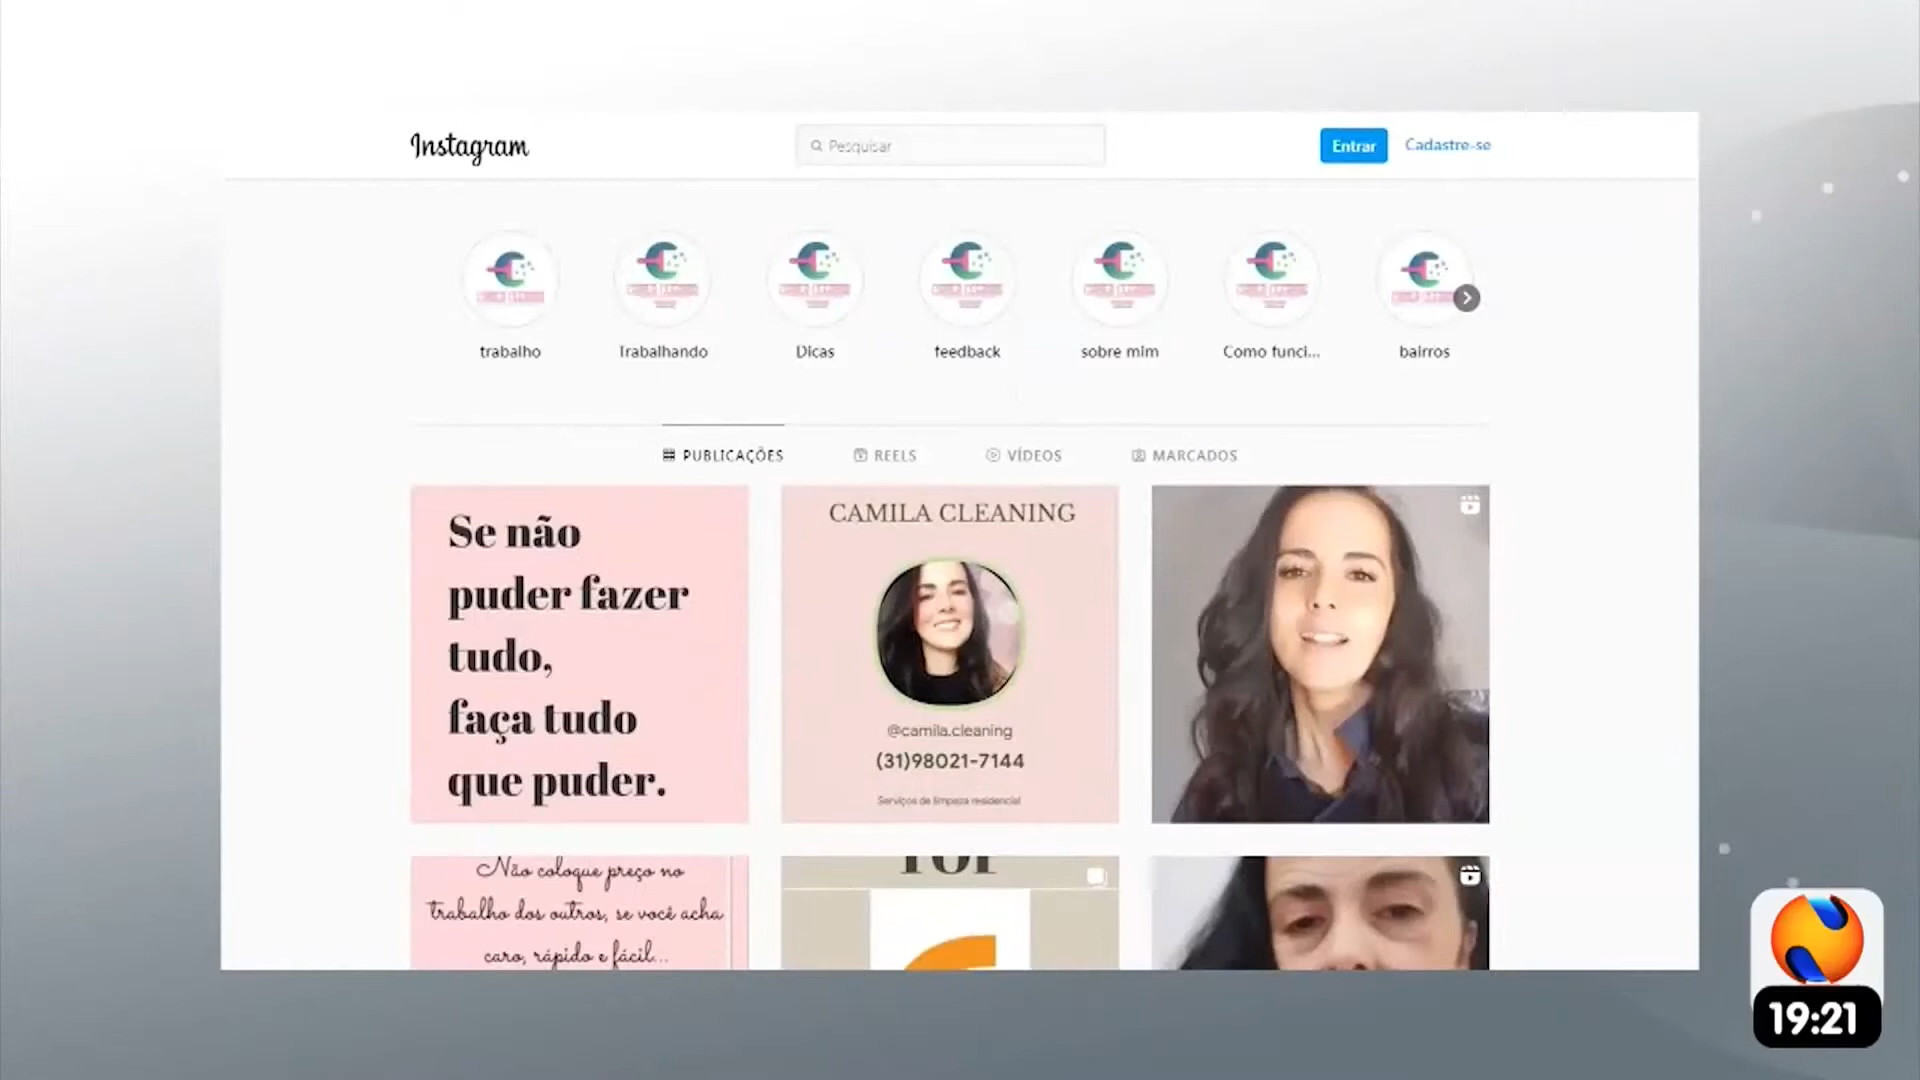 Instagram
Pesquisar
Entrar
Cadastre-se
trabalho
Trabalhando
Dicas
feedback
sobre mim
Como funci...
bairros
PUBLICAÇÕES
REELS
VÍDEOS
MARCADOS
Se não
puder fazer
tudo,
faça tudo
que puder.
CAMILA CLEANING
@camila.cleaning
(31)98021-7144
Serviços de limpeza residencial
Não coloque preço no
trabalho dos outros, se você acha
caro, rápido e fácil...
TOP
19:21